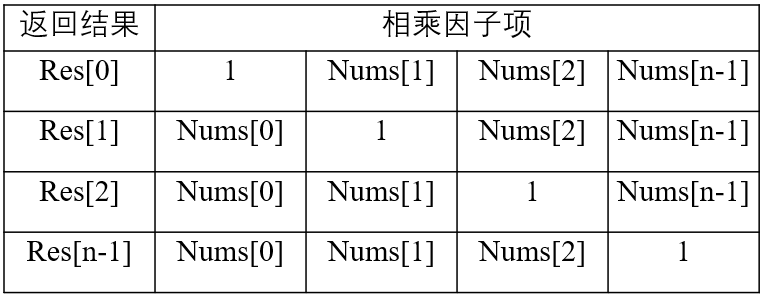 返回结果 相乘因子项
Res[0] 1 Nums[1] Nums[2] Nums[n-1]
Res[1] Nums[0] 1 Nums[2] Nums[n-1]
Res[2] Nums[0] Nums[1] 1 Nums[n-1]
Res[n-1] Nums[0] Nums[1] Nums[2] 1